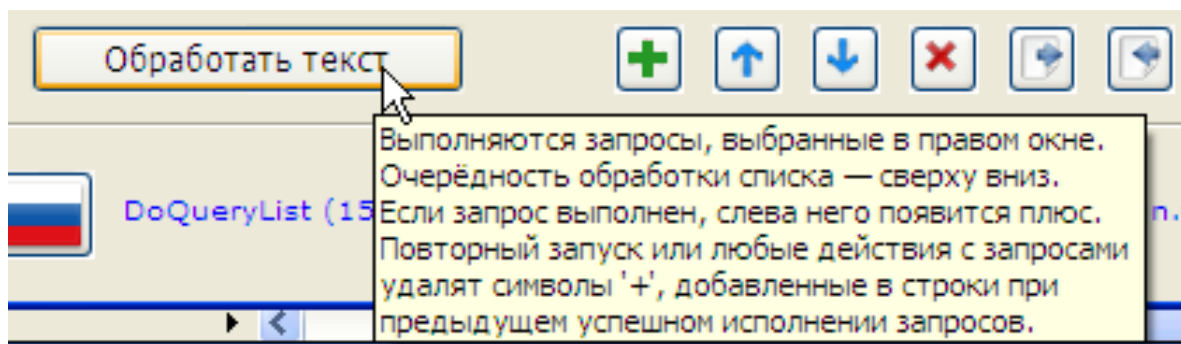 Обработать текст
Выполняются запросы, выбранные в правом окне.
Очерёдность обработки списка — сверху вниз.
DoQueryList (15
Если запрос выполнен, слева него появится плюс.
n.
Повторный запуск или любые действия с запросами
удалят символы '+', добавленные в строки при
предыдущем успешном исполнении запросов.